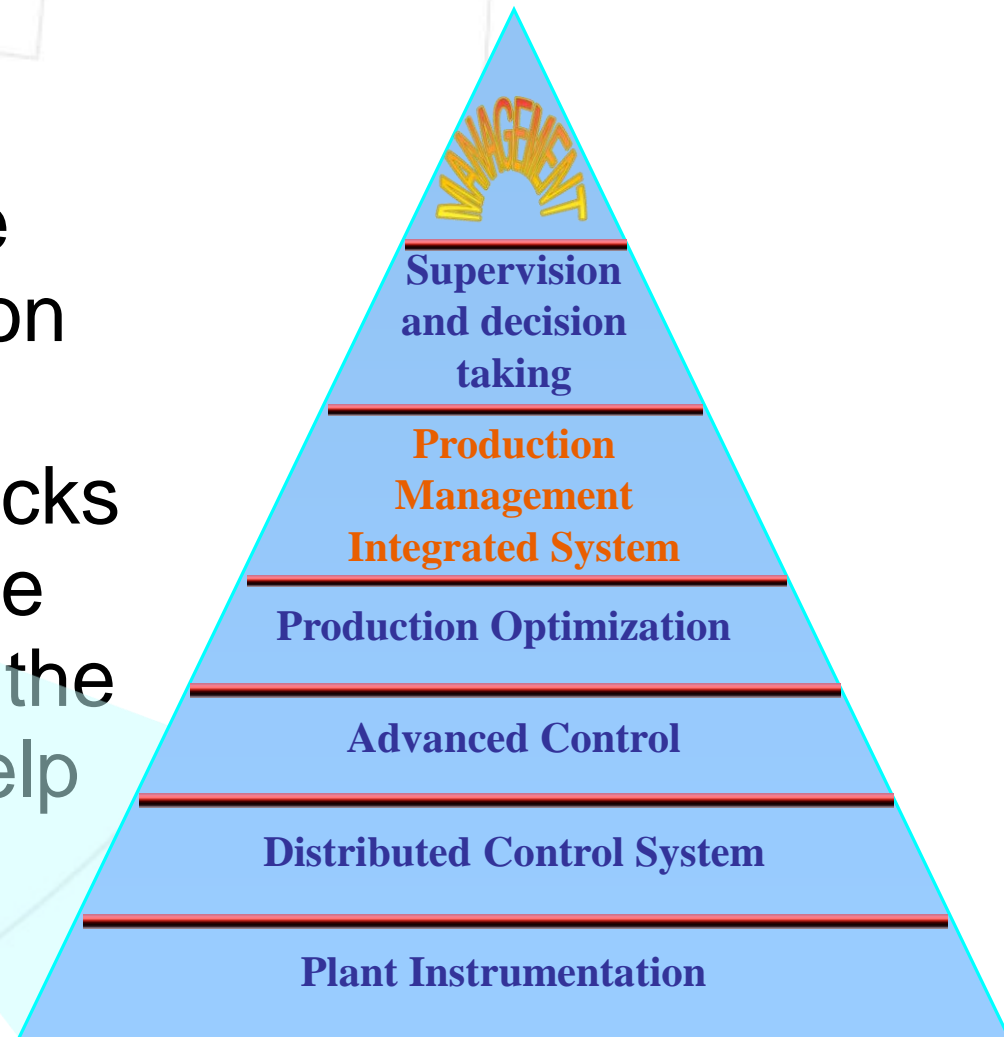 e
on
cks
e
the
elp
MANAGEMENT
Supervision
and decision
taking
Production
Management
Integrated System
Production Optimization
Advanced Control
Distributed Control System
Plant Instrumentation